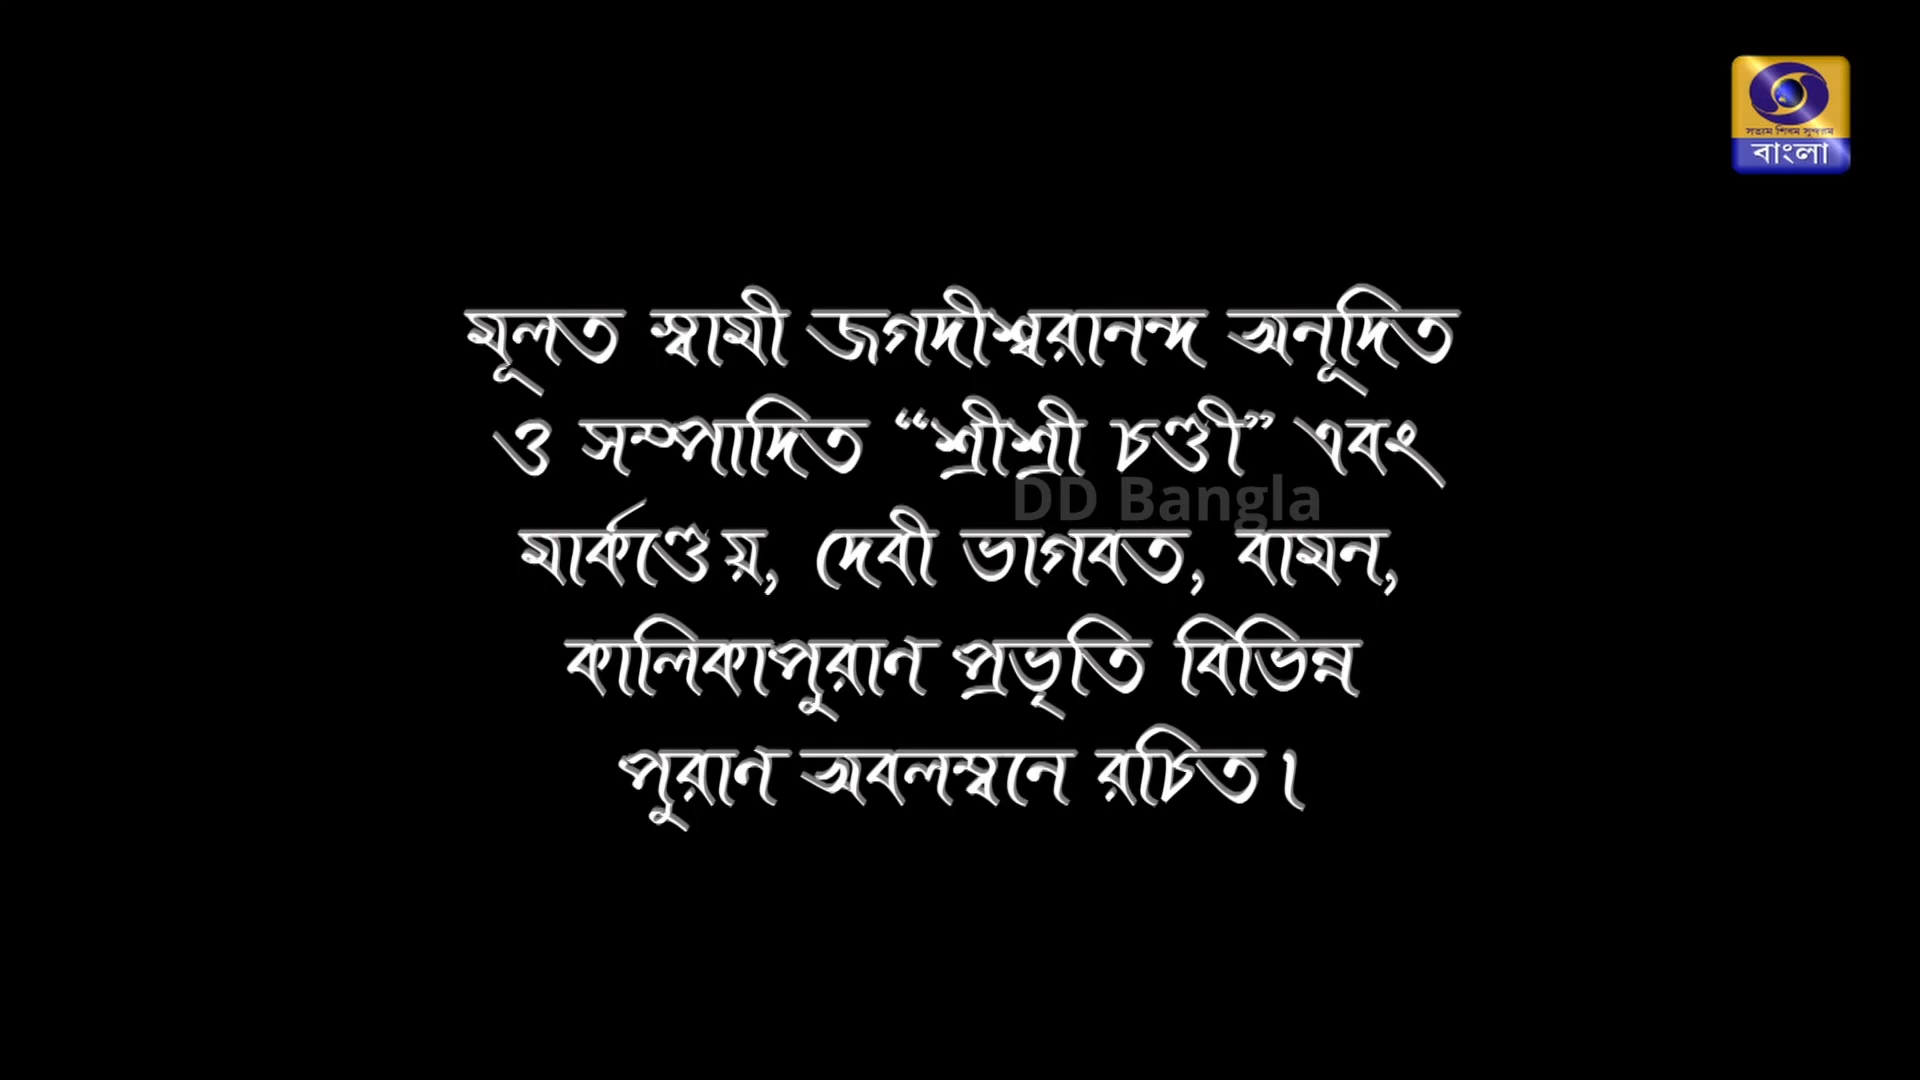 সত্যম শিবম সুন্দরম
বাংলা
মূলত স্বামী জগদীশ্বরানন্দ অনূদিত
ও সম্পাদিত “শ্রীশ্রী চণ্ডী” এবং
DD Bangla
মার্কণ্ডেয়, দেবী ভাগবত, বামন,
কালিকাপুরাণ প্রভৃতি বিভিন্ন
পুরাণ অবলম্বনে রচিত।